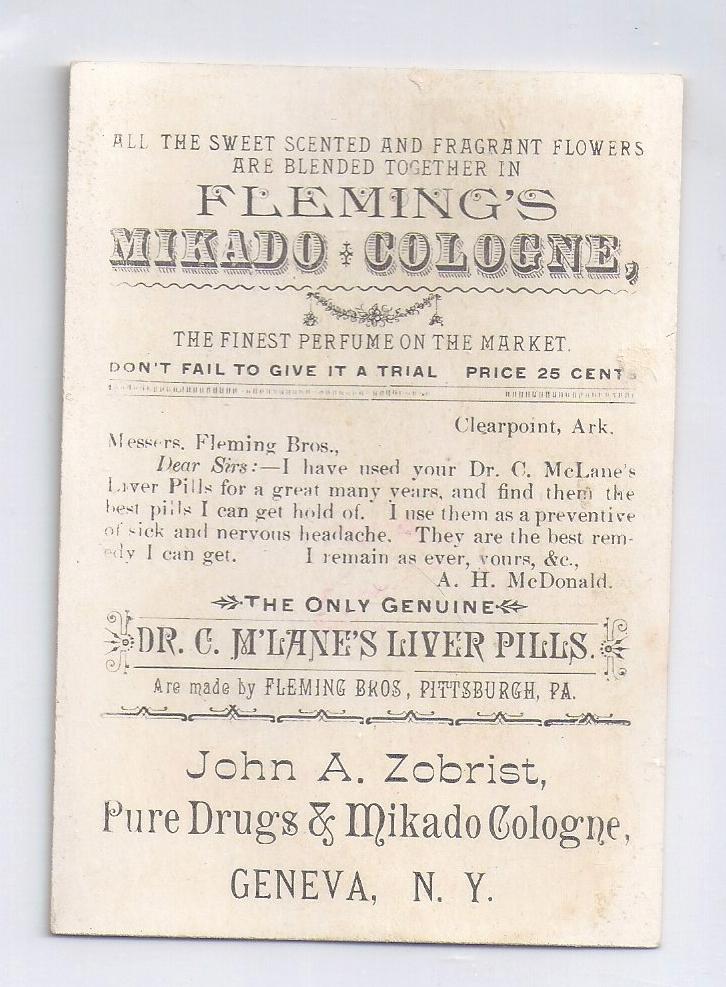 ALL THE SWEET SCENTED AND FRAGRANT FLOWERS
ARE BLENDED TOGETHER IN
FLEMING'S
MIKADO COLOGNE,
THE FINEST PERFUME ON THE MARKET.
DON'T FAIL TO GIVE IT A TRIAL PRICE 25 CENTS
Clearpoint, Ark.
Messers. Fleming Bros.,
Dear Sirs:—I have used your Dr. C. McLane's
Liver Pills for a great many years, and find them the
best pills I can get hold of. I use them as a preventive
of sick and nervous headache. They are the best rem-
edy I can get. I remain as ever, yours, &c.,
A. H. McDonald.
THE ONLY GENUINE
DR. C. M'LANE'S LIVER PILLS.
Are made by FLEMING BROS, PITTSBURGH, PA.
John A. Zobrist,
Pure Drugs & Mikado Cologne,
GENEVA, N. Y.